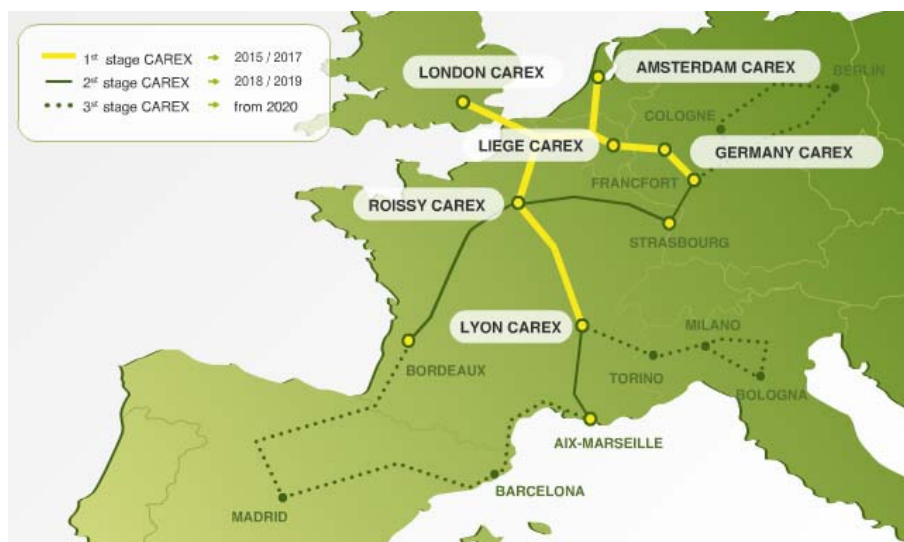 1st stage CAREX → 2015 / 2017
2st stage CAREX → 2018 / 2019
3st stage CAREX → from 2020
LONDON CAREX
AMSTERDAM CAREX
BERLIN
COLOGNE
LIEGE CAREX
GERMANY CAREX
FRANCFORT
ROISSY CAREX
STRASBOURG
LYON CAREX
MILANO
BORDEAUX
TORINO
BOLOGNA
AIX-MARSEILLE
BARCELONA
MADRID